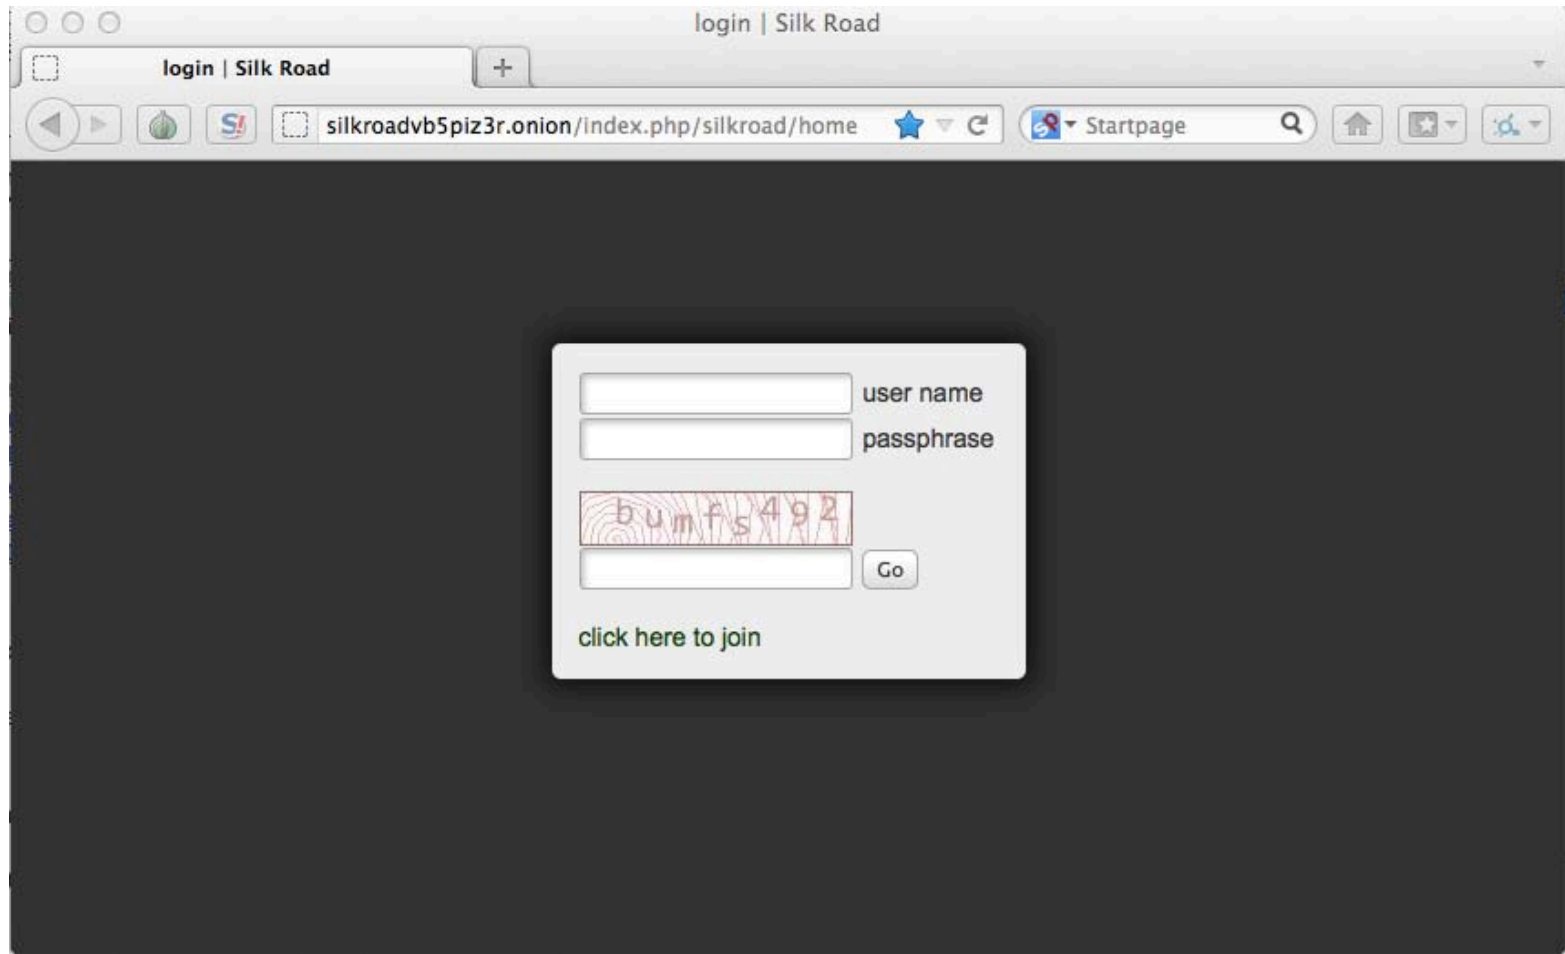 login | Silk Road
login | Silk Road
S!
silkroadvb5piz3r.onion/index.php/silkroad/home
Startpage
user name
passphrase
bumfs492
Go
click here to join